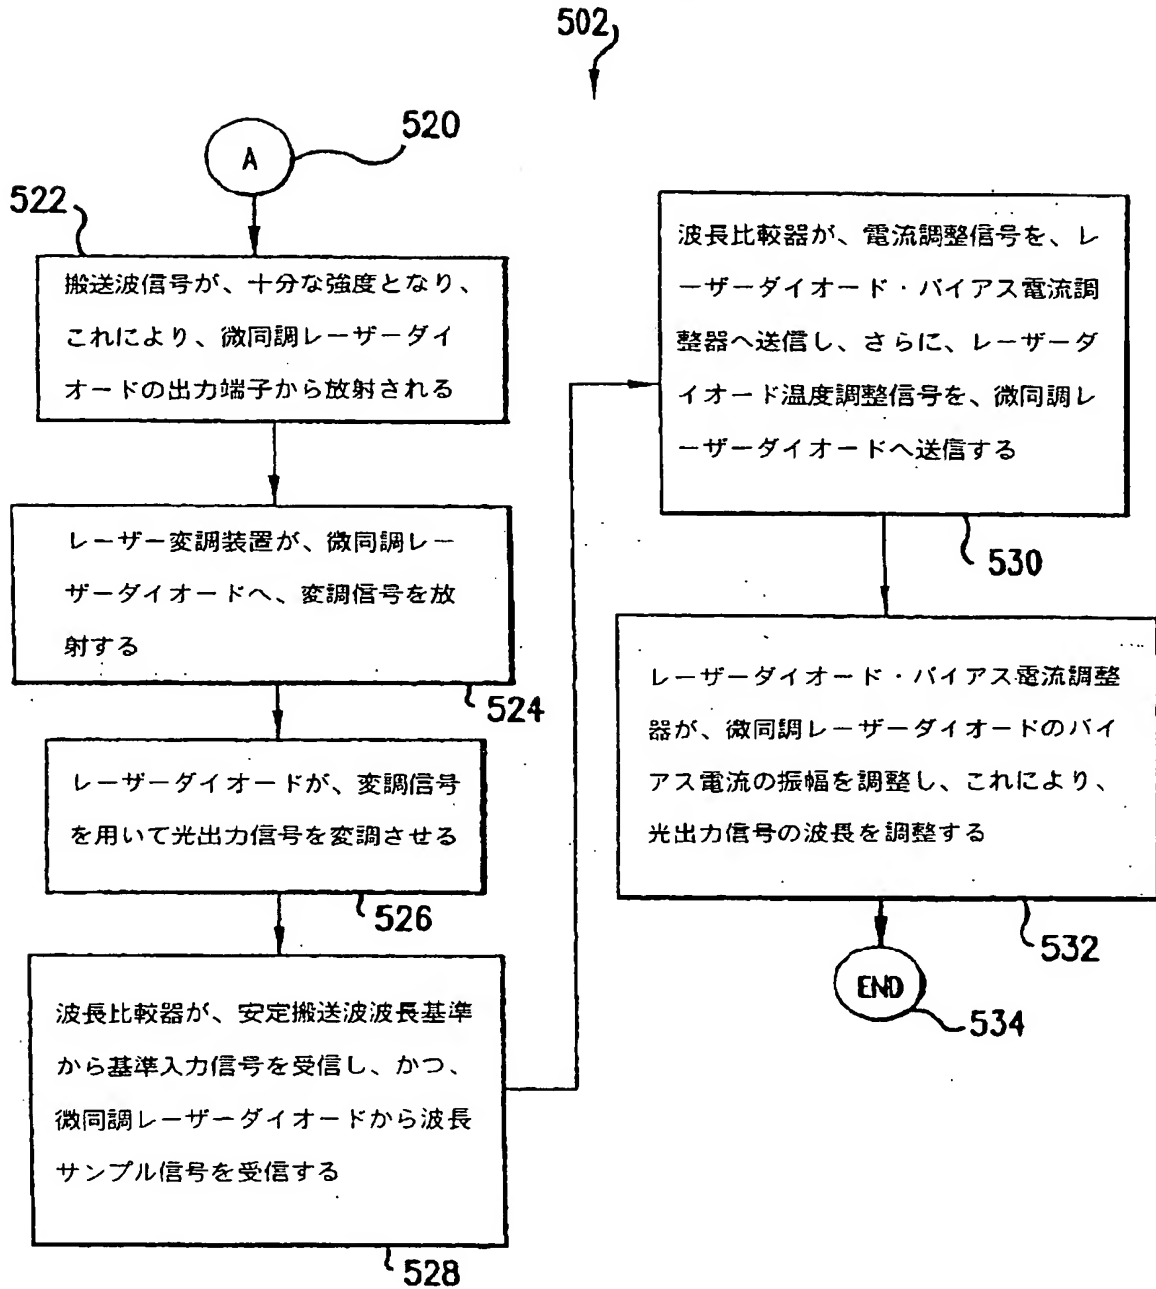 502
A
520
522
搬送波信号が、十分な強度となり、
これにより、微同調レーザーダイ
オードの出力端子から放射される
レーザー変調装置が、微同調レー
ザーダイオードへ、変調信号を放
射する
524
レーザーダイオードが、変調信号
を用いて光出力信号を変調させる
526
波長比較器が、安定搬送波波長基準
から基準入力信号を受信し、かつ、
微同調レーザーダイオードから波長
サンプル信号を受信する
528
波長比較器が、電流調整信号を、レ
ーザーダイオード・バイアス電流調
整器へ送信し、さらに、レーザーダ
イオード温度調整信号を、微同調レ
ーザーダイオードへ送信する
530
レーザーダイオード・バイアス電流調整
器が、微同調レーザーダイオードのバイ
アス電流の振幅を調整し、これにより、
光出力信号の波長を調整する
532
END
534